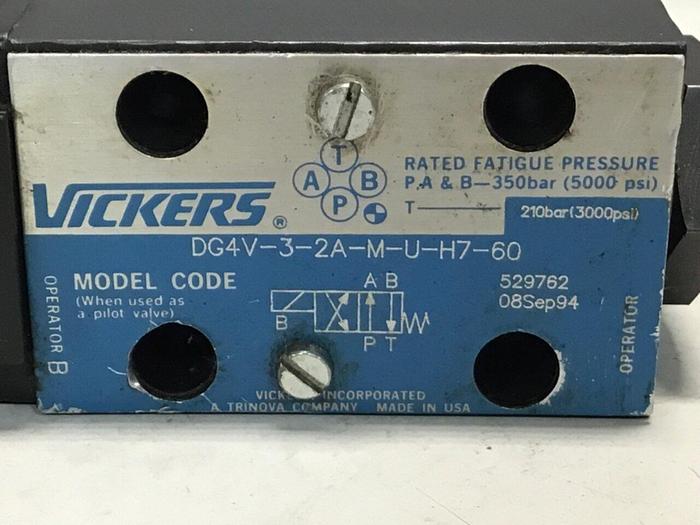 T
A B
P
RATED FATIGUE PRESSURE
P.A & B—350bar (5000 psi)
T 210bar(3000psi)
VICKERS ®
DG4V-3-2A-M-U-H7-60
MODEL CODE
(When used as
a pilot valve)
A B
B
P T
529762
08Sep94
OPERATOR B
OPERATOR
INCORPORATED
A TRINOVA COMPANY MADE IN USA